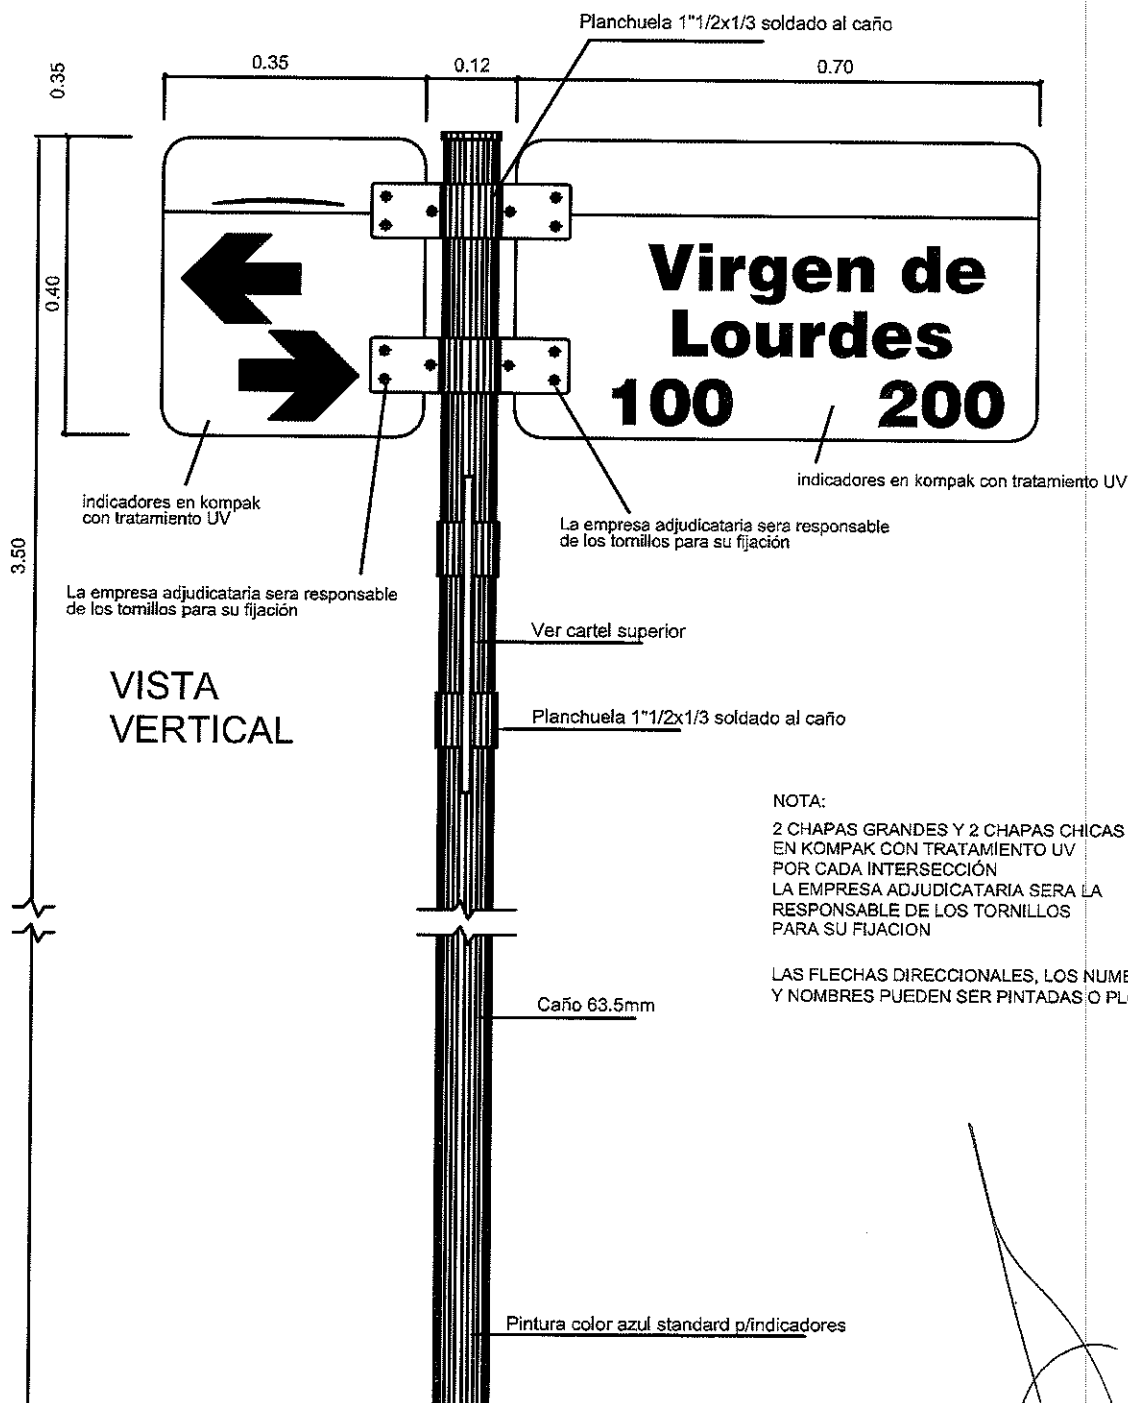 Planchuela 1"1/2x1/3 soldado al caño
0.35
0.35
0.12
0.70
0.40
3.50
Virgen de
Lourdes
100 200
indicadores en kompak
con tratamiento UV
indicadores en kompak con tratamiento UV
La empresa adjudicataria sera responsable
de los tornillos para su fijación
La empresa adjudicataria sera responsable
de los tornillos para su fijación
Ver cartel superior
VISTA
VERTICAL
Planchuela 1"1/2x1/3 soldado al caño
NOTA:
2 CHAPAS GRANDES Y 2 CHAPAS CHICAS
EN KOMPAK CON TRATAMIENTO UV
POR CADA INTERSECCIÓN
LA EMPRESA ADJUDICATARIA SERA LA
RESPONSABLE DE LOS TORNILLOS
PARA SU FIJACION
LAS FLECHAS DIRECCIONALES, LOS
Y NOMBRES PUEDEN SER PINTADAS O
Caño 63.5mm
Pintura color azul standard p/indicadores